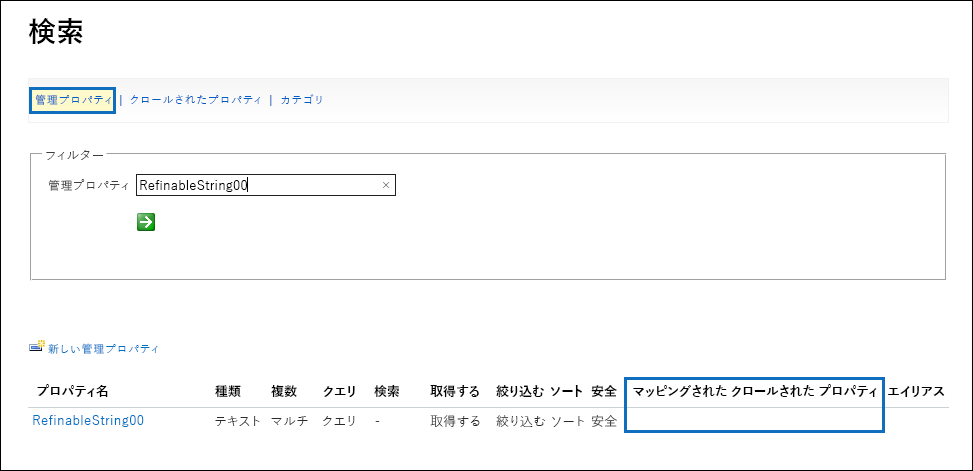 検索
管理プロパティ | クロールされたプロパティ | カテゴリ
フィルター
管理プロパティ RefinableString00 ×
新しい管理プロパティ
プロパティ名 種類 複数 クエリ 検索 取得する 絞り込む ソート 安全 マッピングされた クロールされた プロパティ エイリアス
RefinableString00 テキスト マルチ クエリ - 取得する 絞り込む ソート 安全